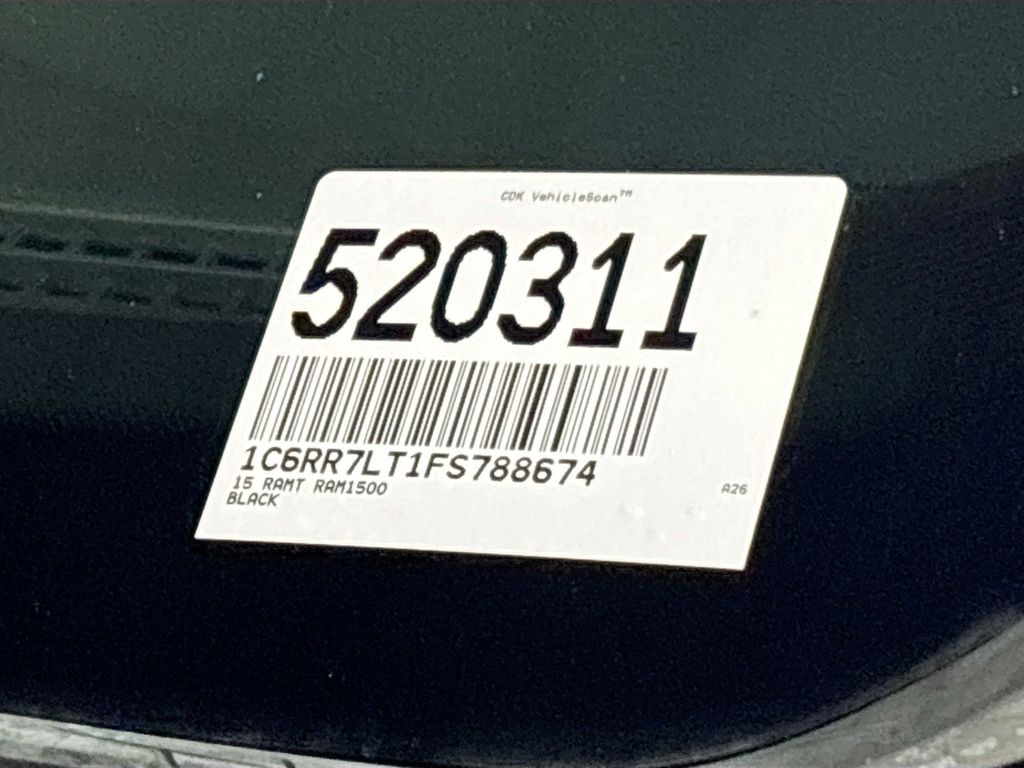 CDK VehicleScan™
520311
1C6RR7LT1FS788674
15 RAMT RAM1500
BLACK
A26